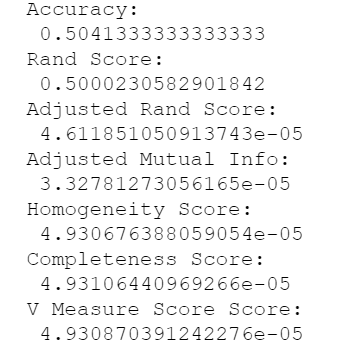 Accuracy:
0.5041333333333333
Rand Score:
0.5000230582901842
Adjusted Rand Score:
4.611851050913743e-05
Adjusted Mutual Info:
3.32781273056165e-05
Homogeneity Score:
4.930676388059054e-05
Completeness Score:
4.93106440969266e-05
V Measure Score Score:
4.930870391242276e-05